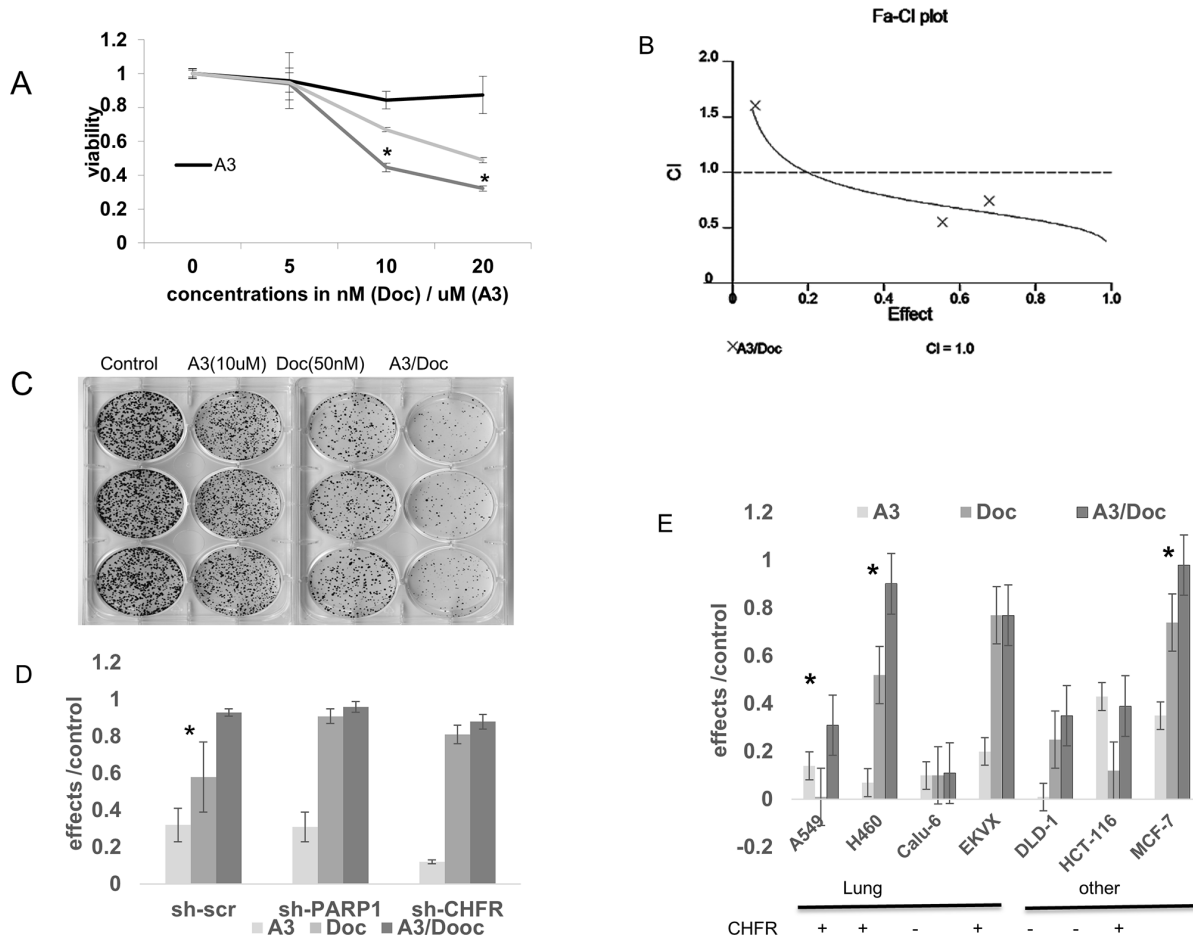 A
1.2
1
0.8
0.6
0.4
0.2
0
viability
A3
*
*
0 5 10 20
concentrations in nM (Doc) / uM (A3)
Fa-CI plot
B
2.0
1.5
1.0
0.5
0
CI
0 0.2 0.4 0.6 0.8 1.0
Effect
A3/Doc CI = 1.0
C
Control A3(10uM) Doc(50nM) A3/Doc
D
1.2
1
0.8
0.6
0.4
0.2
0
effects /control
*
sh-scr sh-PARP1 sh-CHFR
A3 Doc A3/Dooc
E
A3 Doc A3/Doc
1.2
1
0.8
0.6
0.4
0.2
0
-0.2
effects /control
*
*
*
A549 H460 Calu-6 EKVX DLD-1 HCT-116 MCF-7
Lung other
CHFR + + - + - - + -